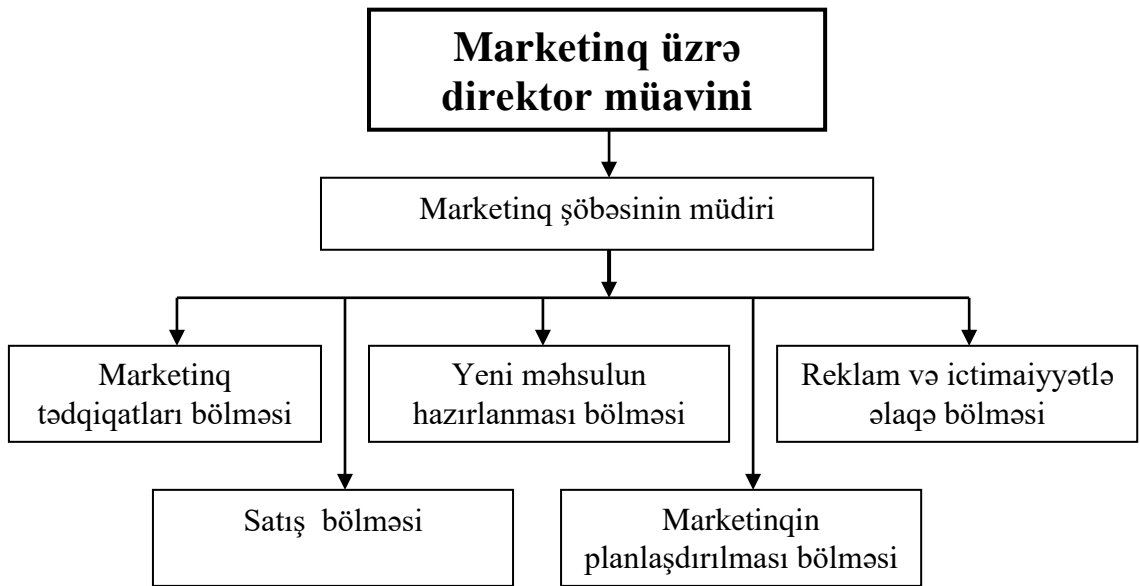 Marketinq üzrə
direktor müavini
Marketinq şöbəsinin müdiri
Marketinq
tədqiqatları bölməsi
Yeni məhsulun
hazırlanması bölməsi
Reklam və ictimaiyyətlə
əlaqə bölməsi
Satış bölməsi
Marketinqin
planlaşdırılması bölməsi